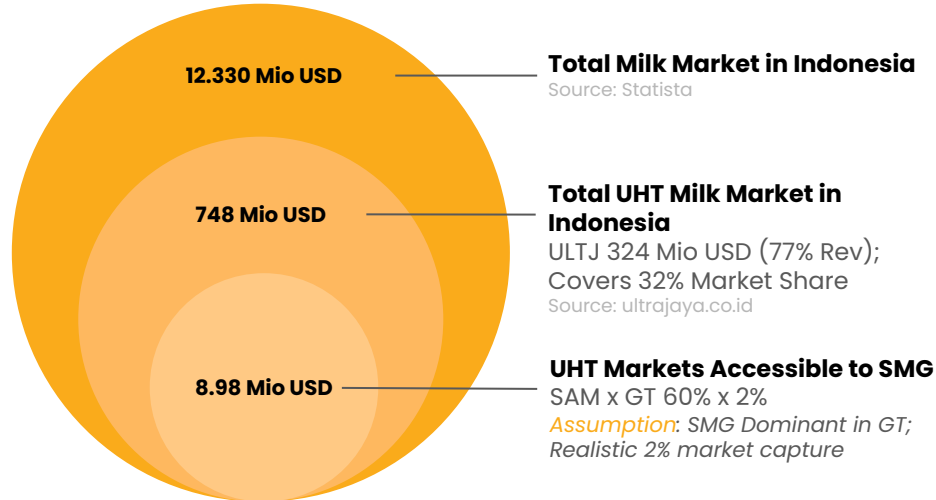 12.330 Mio USD
Total Milk Market in Indonesia
Source: Statista
748 Mio USD
Total UHT Milk Market in
Indonesia
ULTJ 324 Mio USD (77% Rev);
Covers 32% Market Share
Source: ultrajaya.co.id
8.98 Mio USD
UHT Markets Accessible to SMG
SAM x GT 60% x 2%
Assumption: SMG Dominant in GT;
Realistic 2% market capture